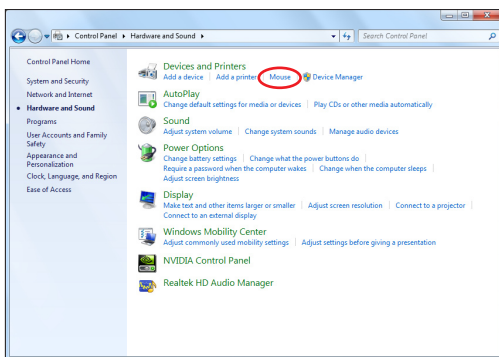 Control Panel ▸ Hardware and Sound ▸
Search Control Panel
Control Panel Home
System and Security
Network and Internet
Hardware and Sound
Programs
User Accounts and Family
Safety
Appearance and
Personalization
Clock, Language, and Region
Ease of Access
Devices and Printers
Add a device | Add a printer | Mouse | Device Manager
AutoPlay
Change default settings for media or devices | Play CDs or other media automatically
Sound
Adjust system volume | Change system sounds | Manage audio devices
Power Options
Change battery settings | Change what the power buttons do |
Require a password when the computer wakes | Change when the computer sleeps |
Adjust screen brightness
Display
Make text and other items larger or smaller | Adjust screen resolution | Connect to a projector |
Connect to an external display
Windows Mobility Center
Adjust commonly used mobility settings | Adjust settings before giving a presentation
NVIDIA Control Panel
Realtek HD Audio Manager